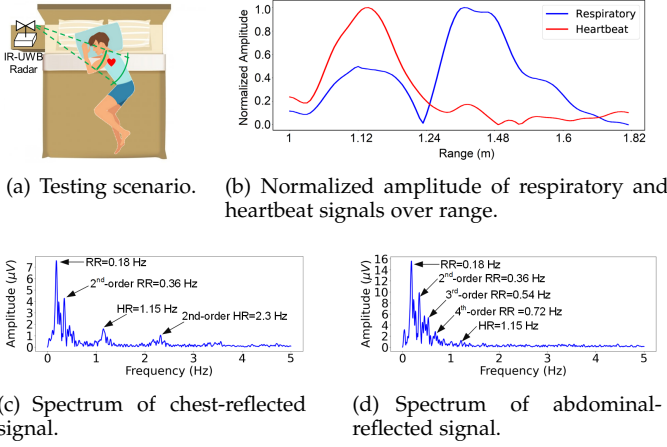 IR-UWB
Radar
(a) Testing scenario.
Normalized Amplitude
1.0
0.8
0.6
0.4
0.2
0.0
Respiratory
Heartbeat
1 1.12 1.24 1.48 1.6 1.82
Range (m)
(b) Normalized amplitude of respiratory and
heartbeat signals over range.
Amplitude (μV)
7
6
5
4
3
2
1
0
RR=0.18 Hz
2nd-order RR=0.36 Hz
HR=1.15 Hz
2nd-order HR=2.3 Hz
0 1 2 3 4 5
Frequency (Hz)
(c) Spectrum of chest-reflected
signal.
Amplitude (μV)
16
14
12
10
8
6
4
2
0
RR=0.18 Hz
2nd-order RR=0.36 Hz
3rd-order RR=0.54 Hz
4th-order RR =0.72 Hz
HR=1.15 Hz
0 1 2 3 4 5
Frequency (Hz)
(d) Spectrum of abdominal-
reflected signal.